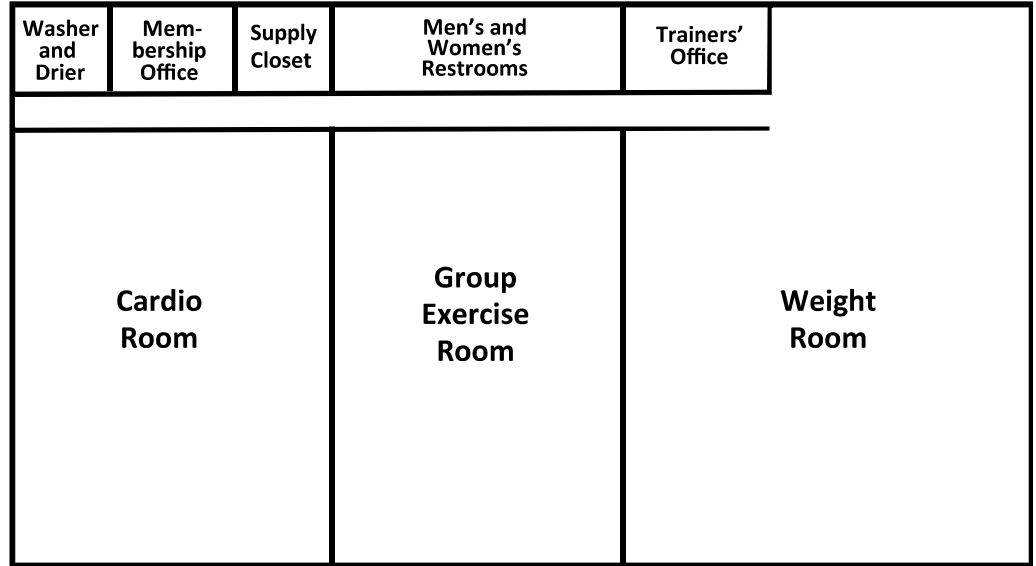 Washer
and
Drier
Mem-
bership
Office
Supply
Closet
Men's and
Women's
Restrooms
Trainers'
Office
Cardio
Room
Group
Exercise
Room
Weight
Room